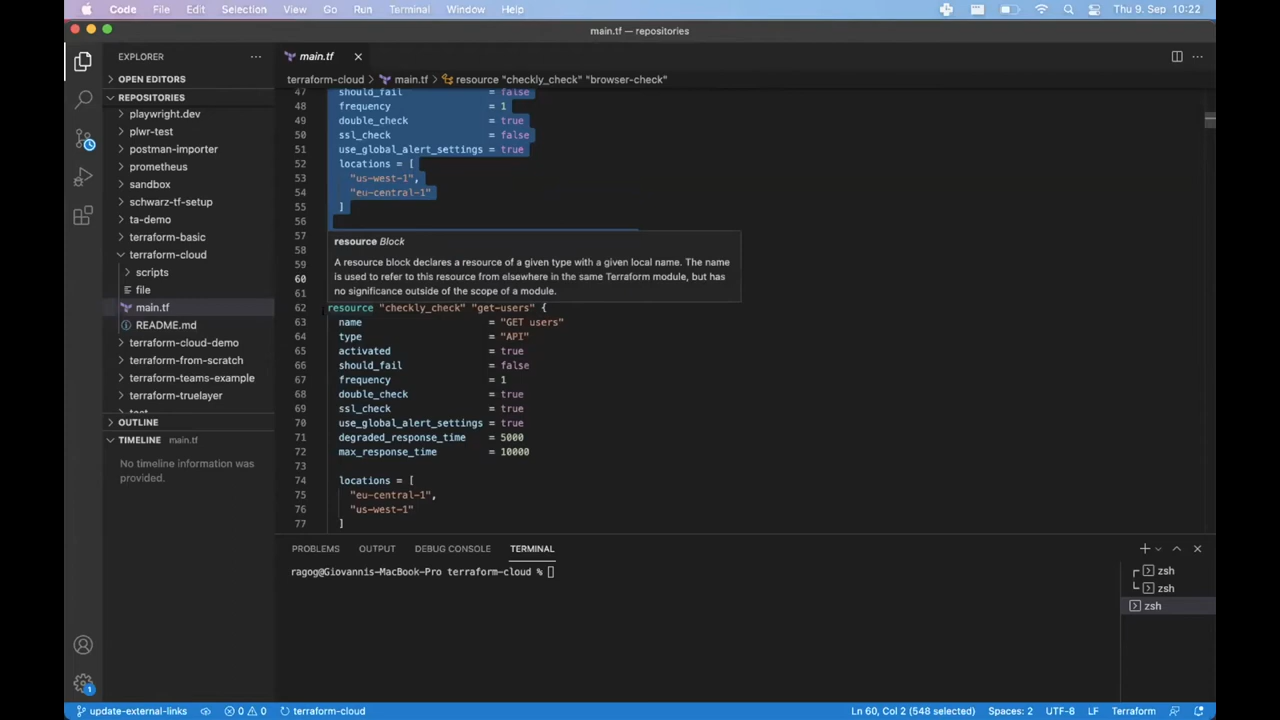 Code File Edit Selection View Go Run Terminal Window Help Thu 9. Sep 10:22
main.tf — repositories
EXPLORER
OPEN EDITORS
REPOSITORIES
playwright.dev
plwr-test
postman-importer
prometheus
sandbox
schwarz-tf-setup
ta-demo
terraform-basic
terraform-cloud
scripts
file
main.tf
README.md
terraform-cloud-demo
terraform-from-scratch
terraform-teams-example
terraform-truelayer
test
OUTLINE
TIMELINE main.tf
No timeline information was
provided.
main.tf
terraform-cloud > main.tf > resource "checkly_check" "browser-check"
47 should_fail = false
48 frequency = 1
49 double_check = true
50 ssl_check = false
51 use_global_alert_settings = true
52 locations = [
53 "us-west-1",
54 "eu-central-1"
55 ]
56
57
58
60
61
resource Block
A resource block declares a resource of a given type with a given local name. The name
is used to refer to this resource from elsewhere in the same Terraform module, but has
no significance outside of the scope of a module.
62 resource "checkly_check" "get-users" {
63 name = "GET users"
64 type = "API"
65 activated = true
66 should_fail = false
67 frequency = 1
68 double_check = true
69 ssl_check = true
70 use_global_alert_settings = true
71 degraded_response_time = 5000
72 max_response_time = 10000
73
74 locations = [
75 "eu-central-1",
76 "us-west-1"
77 ]
PROBLEMS OUTPUT DEBUG CONSOLE TERMINAL
ragog@Giovannis-MacBook-Pro terraform-cloud %
zsh
zsh
zsh
1
update-external-links 0 0 terraform-cloud Ln 60, Col 2 (548 selected) Spaces: 2 UTF-8 LF Terraform